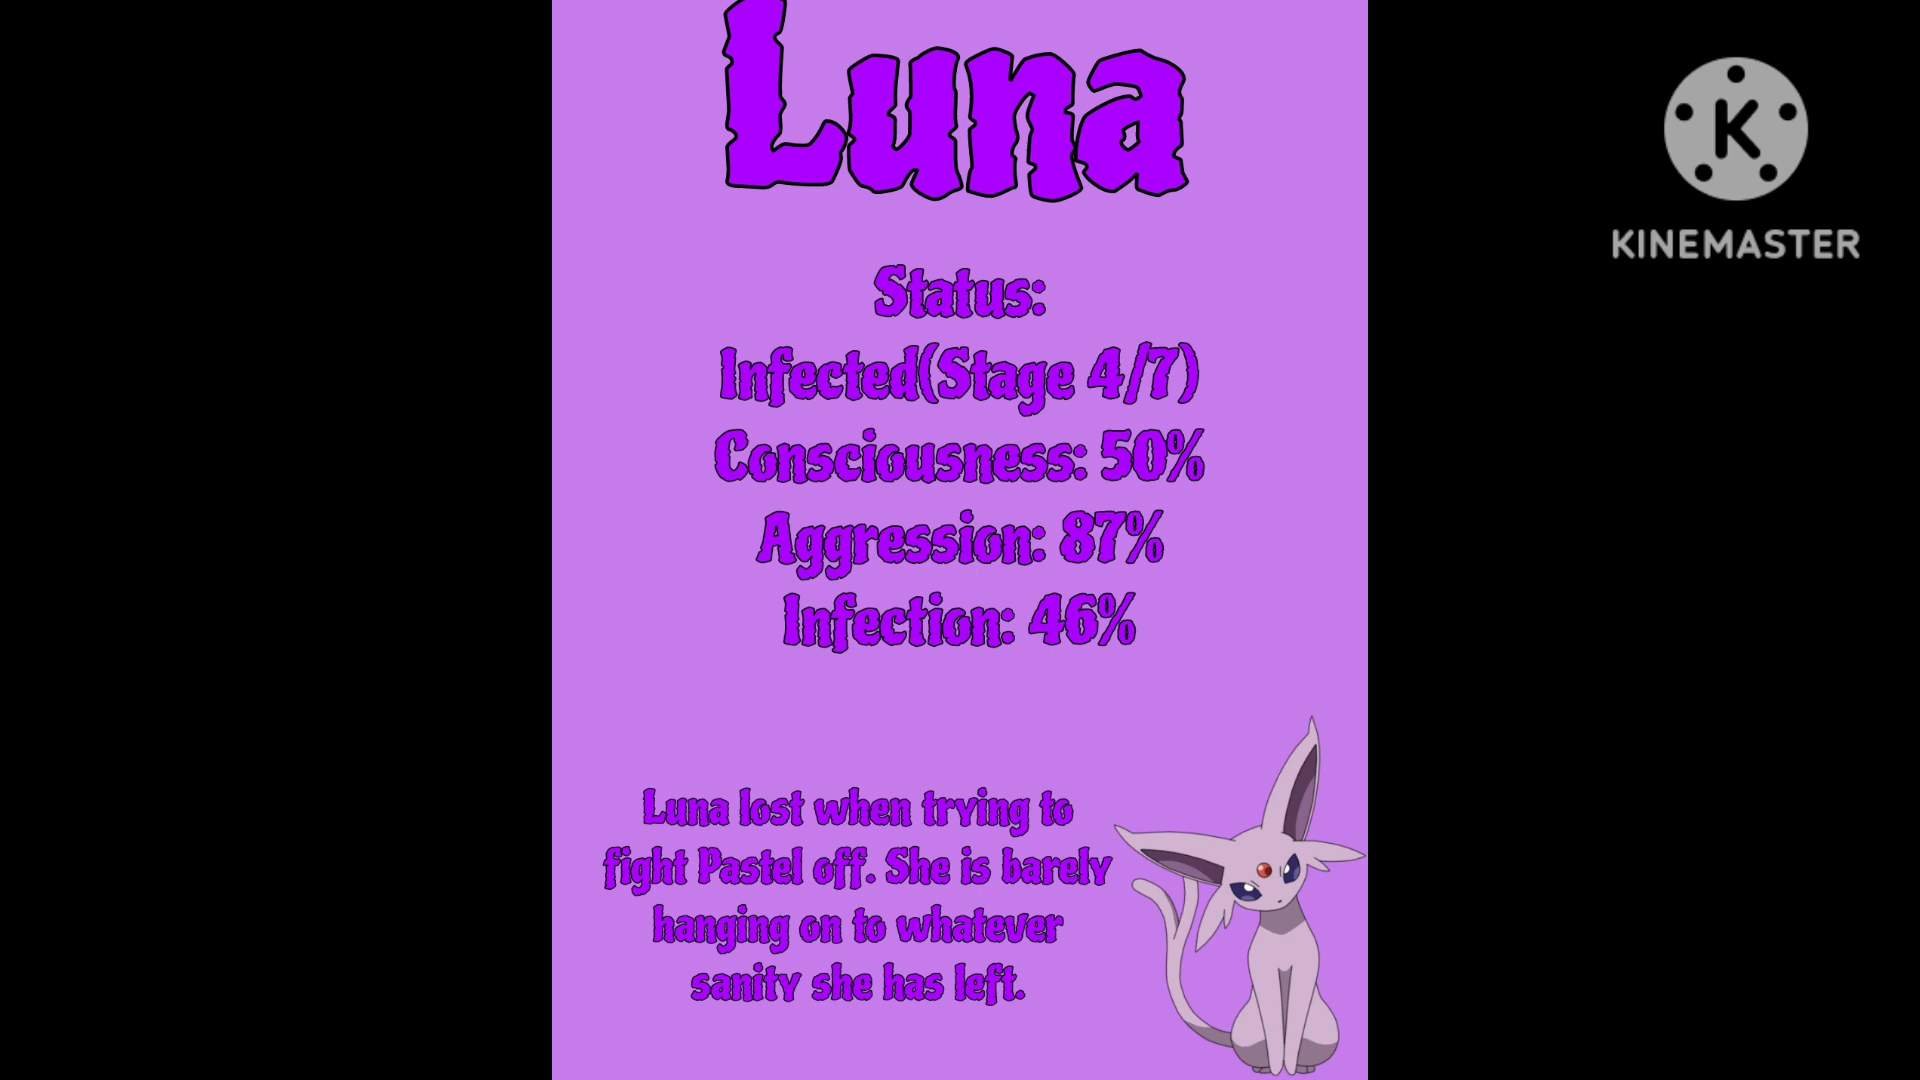 Luna
K
KINEMASTER
Status:
Infected(Stage 4/7)
Consciousness: 50%
Aggression: 87%
Infection: 46%
Luna lost when trying to
fight Pastel off. She is barely
hanging on to whatever
sanity she has left.